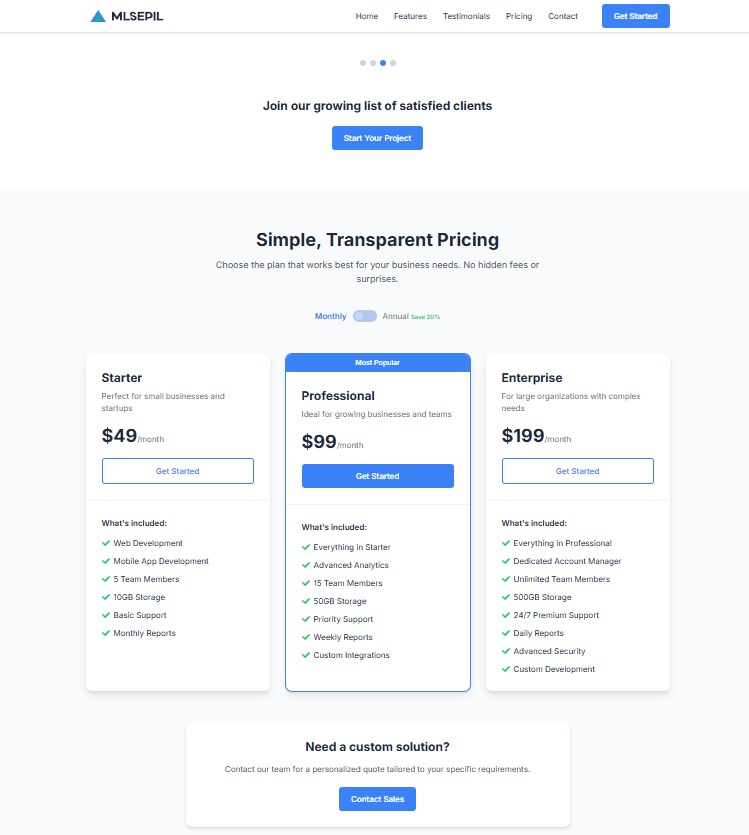 MLSEPIL
Home Features Testimonials Pricing Contact Get Started
Join our growing list of satisfied clients
Start Your Project
Simple, Transparent Pricing
Choose the plan that works best for your business needs. No hidden fees or
surprises.
Monthly Annual Save 20%
Starter
Perfect for small businesses and
startups
$49/month
Get Started
What's included:
Web Development
Mobile App Development
5 Team Members
10GB Storage
Basic Support
Monthly Reports
Most Popular
Professional
Ideal for growing businesses and teams
$99/month
Get Started
What's included:
Everything in Starter
Advanced Analytics
15 Team Members
50GB Storage
Priority Support
Weekly Reports
Custom Integrations
Enterprise
For large organizations with complex
needs
$199/month
Get Started
What's included:
Everything in Professional
Dedicated Account Manager
Unlimited Team Members
500GB Storage
24/7 Premium Support
Daily Reports
Advanced Security
Custom Development
Need a custom solution?
Contact our team for a personalized quote tailored to your specific requirements.
Contact Sales